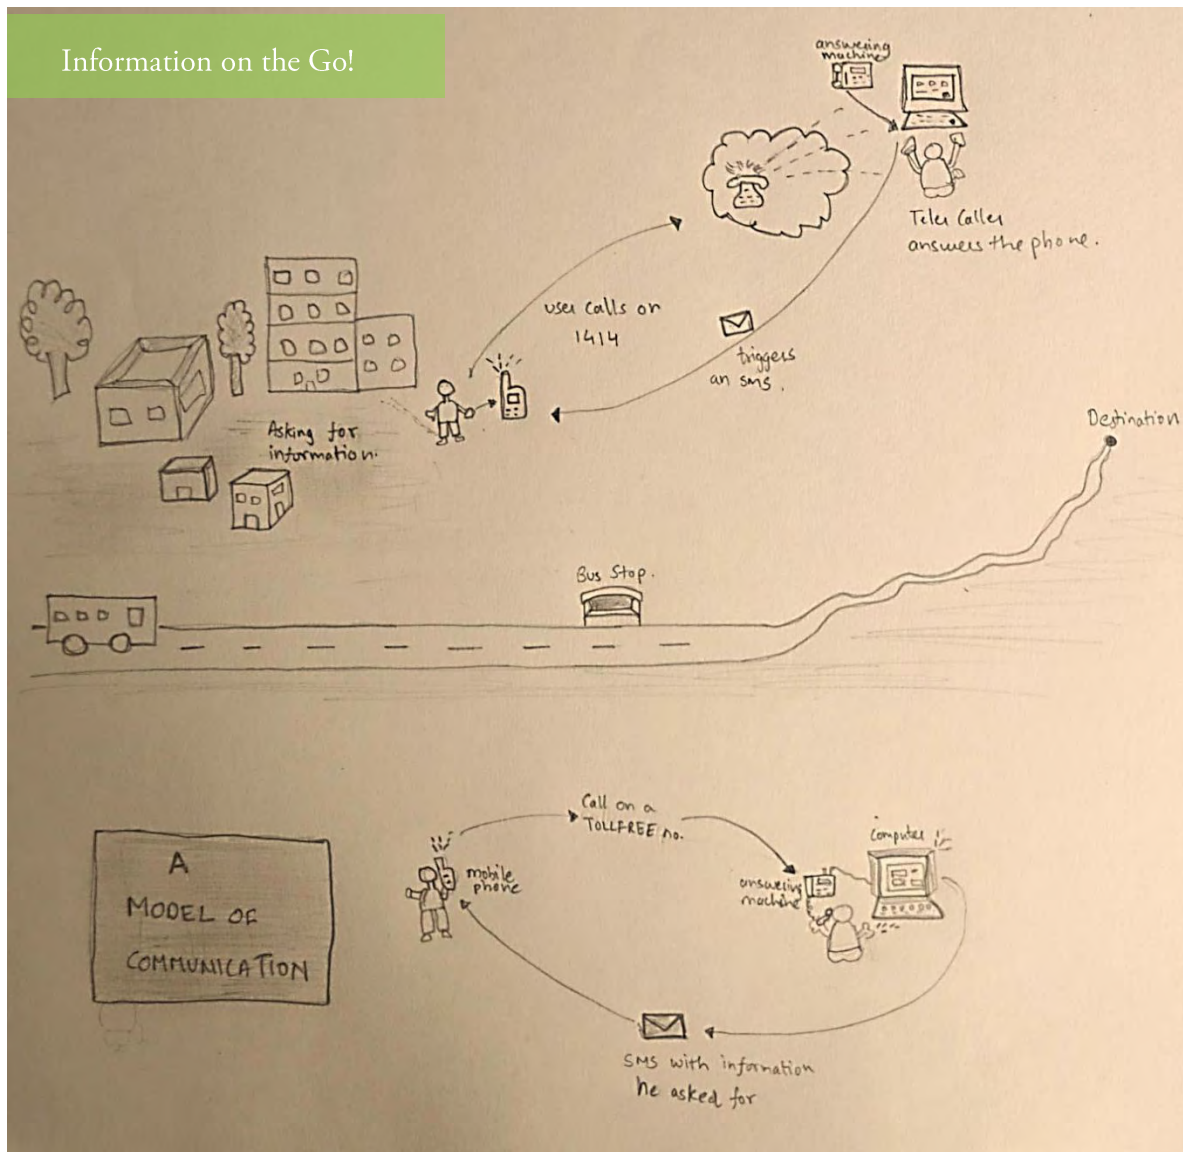 Information on the Go!
answering
machine
Tele Caller
answers the phone.
user calls on
1414
triggers
an sms.
Asking for
information.
Destination
Bus Stop.
A
MODEL OF
COMMUNICATION
mobile
phone
Call on a
TOLLFREE no.
answering
machine
Computer
SMS with information
he asked for